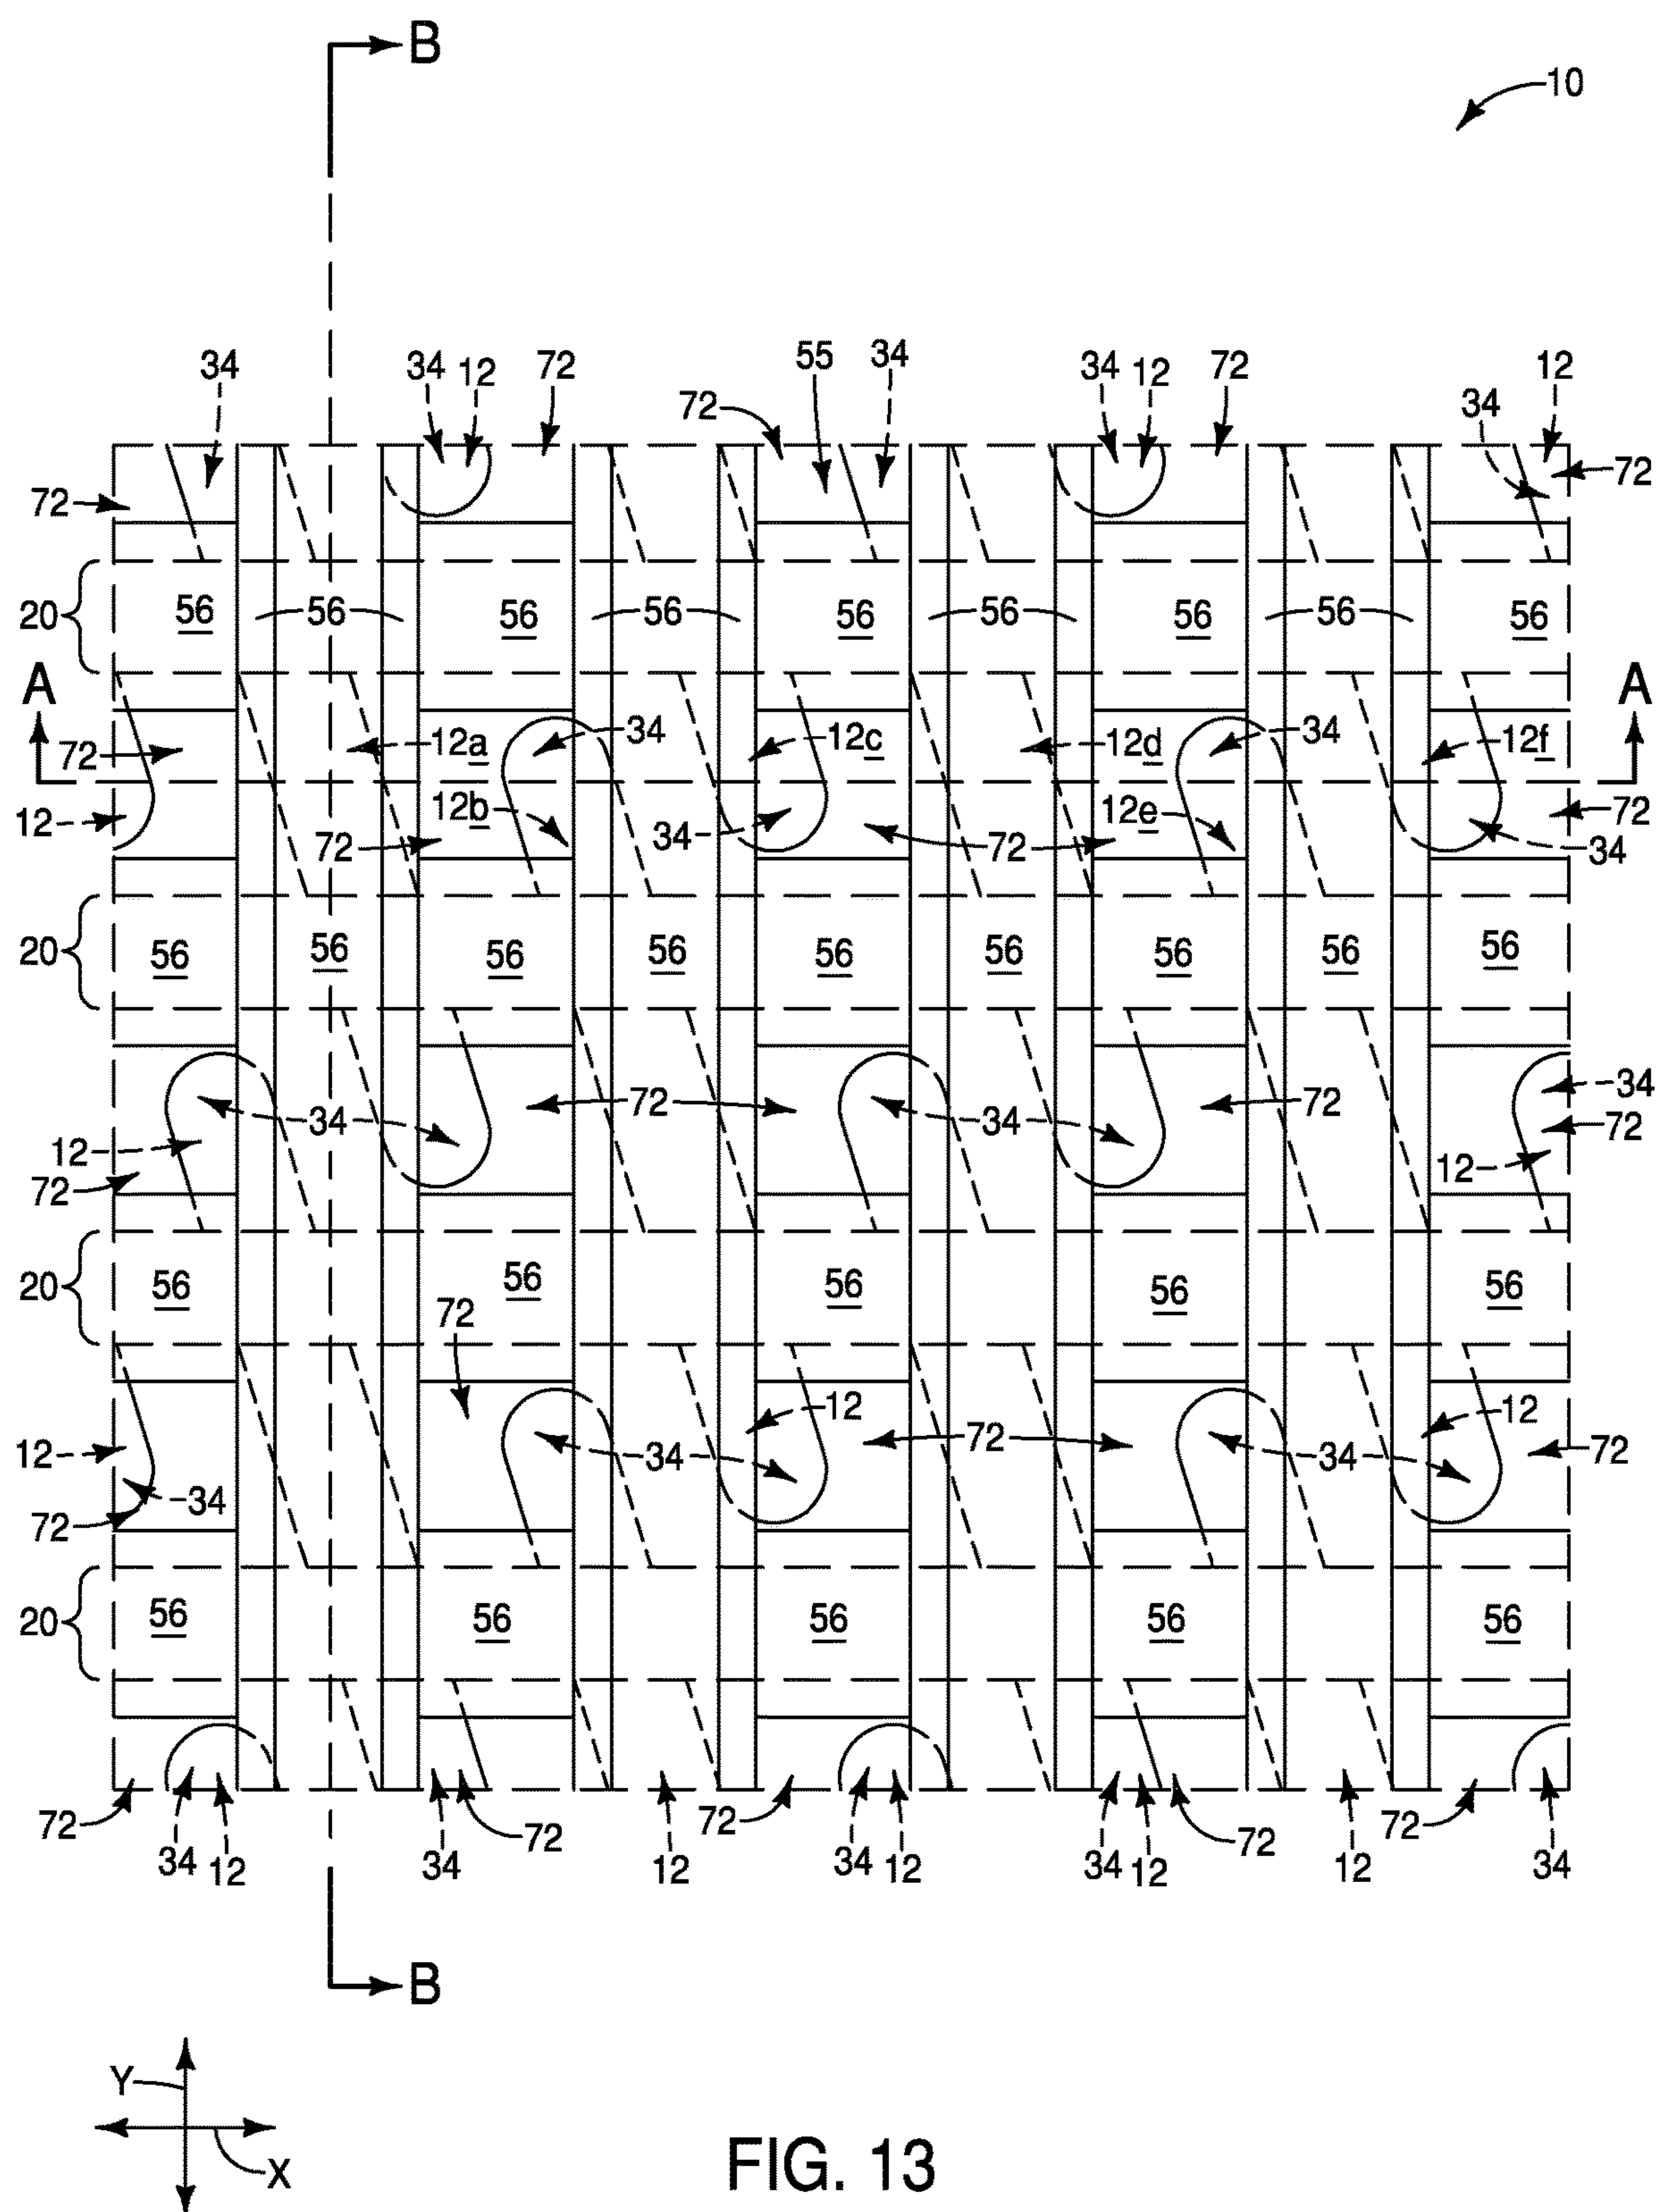 B
10
34 34 12 72 55 34 34 12 72 12
72 34
72 72
20 56 56 56 56 56 56 56 56 56
A A
72 12a 34 12c 12d 34 12f
12 12b 72 34 72 12e 72 34
20 56 56 56 56 56 56 56 56 56
34 72 34 72 34
12 72
72 12
20 56 56 56 56 56
72
12 34 12 72 34 12 72
34
72
20 56 56 56 56 56
72 34 12 34 72 12 72 34 12 34 12 72 12 72 34
B
Y
X
FIG. 13